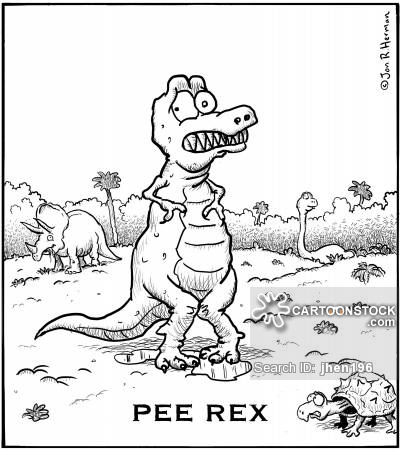 © Jon R Herman
CARTOONSTOCK
.com
Search ID: jhen196
PEE REX